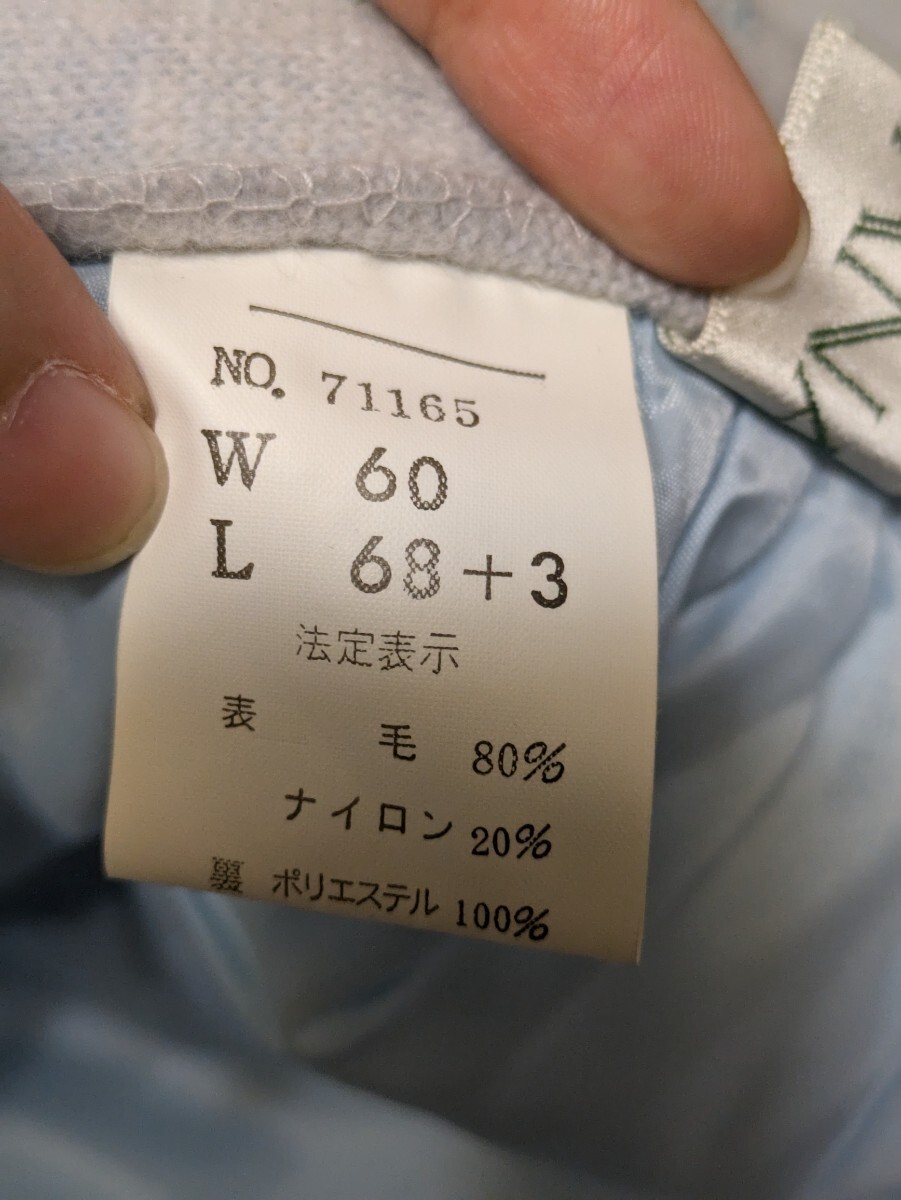 NO. 71165
W 60
L 68+3
法定表示
表 毛 80%
ナイロン 20%
裏 ポリエステル 100%